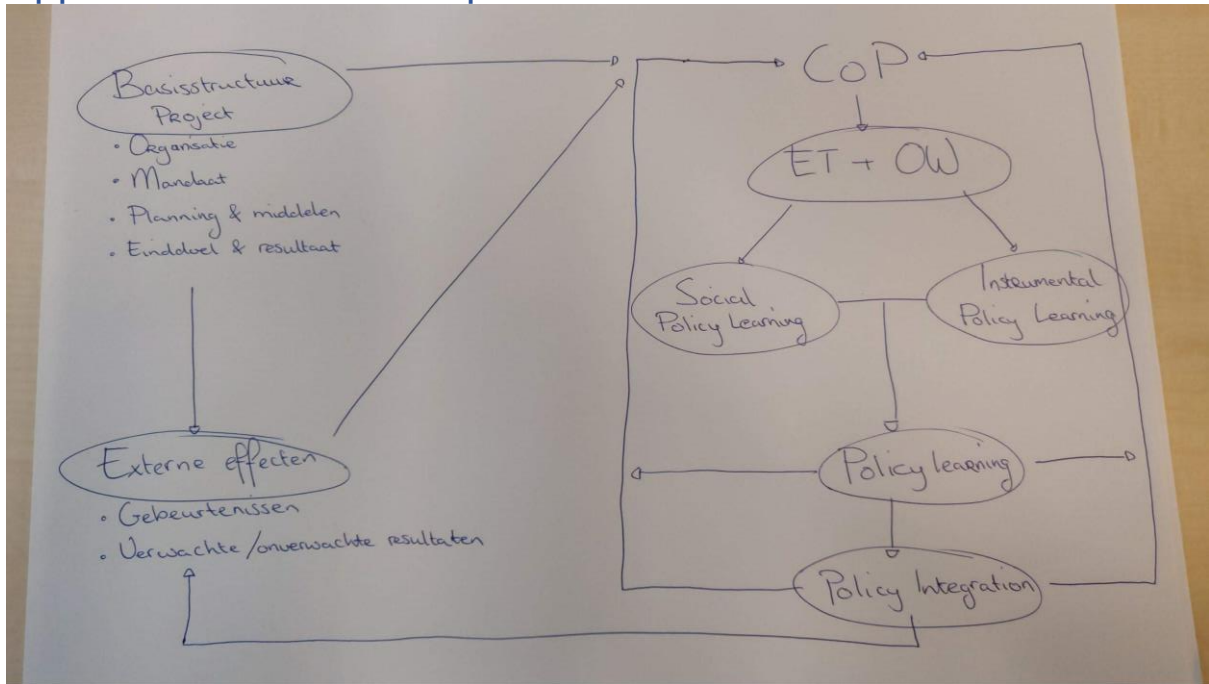 Basisstructuur
Project
• Organisatie
• Mandaat
• Planning & middelen
• Einddoel & resultaat
Externe effecten
• Gebeurtenissen
• Verwachte/onverwachte resultaten
CoP
ET + OW
Social
Policy Learning
Instrumental
Policy Learning
Policy learning
Policy Integration